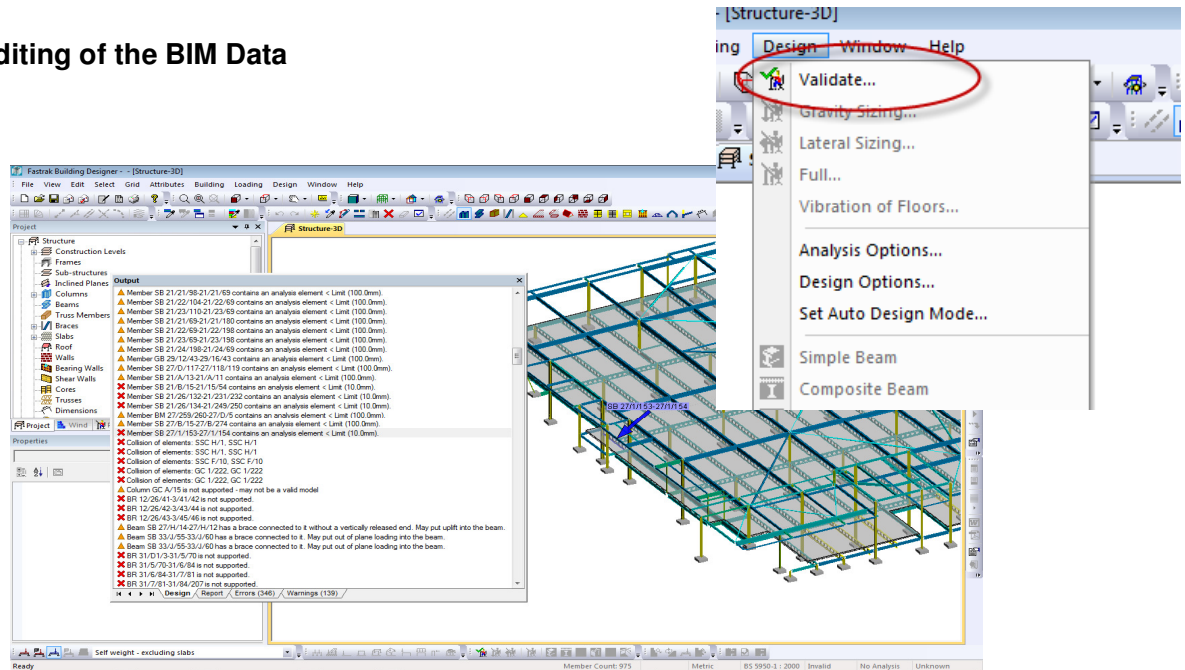 diting of the BIM Data
- [Structure-3D]
ing Design Window Help
Validate...
Gravity Sizing...
Lateral Sizing...
Full...
Vibration of Floors...
Analysis Options...
Design Options...
Set Auto Design Mode...
Simple Beam
Composite Beam
Fastrak Building Designer - - [Structure-3D]
File View Edit Select Grid Attributes Building Loading Design Window Help
Project
Structure-3D
Structure
Construction Levels
Frames
Sub-structures
Inclined Planes
Columns
Beams
Truss Members
Braces
Slabs
Roof
Walls
Bearing Walls
Shear Walls
Cores
Trusses
Dimensions
Project Wind
Properties
Output
Member SB 21/21/98-21/21/69 contains an analysis element < Limit (100.0mm).
Member SB 21/22/104-21/22/69 contains an analysis element < Limit (100.0mm).
Member SB 21/23/110-21/23/69 contains an analysis element < Limit (100.0mm).
Member SB 21/21/69-21/21/180 contains an analysis element < Limit (100.0mm).
Member SB 21/22/69-21/22/198 contains an analysis element < Limit (100.0mm).
Member SB 21/23/69-21/23/198 contains an analysis element < Limit (100.0mm).
Member SB 21/24/198-21/24/69 contains an analysis element < Limit (100.0mm).
Member GB 29/12/43-29/16/43 contains an analysis element < Limit (100.0mm).
Member SB 27/D/117-27/118/119 contains an analysis element < Limit (100.0mm).
Member SB 21/A/13-21/A/11 contains an analysis element < Limit (100.0mm).
Member SB 21/B/15-21/15/54 contains an analysis element < Limit (10.0mm).
Member SB 21/26/132-21/231/232 contains an analysis element < Limit (10.0mm).
Member SB 21/26/134-21/249/250 contains an analysis element < Limit (10.0mm).
Member BM 27/259/260-27/D/5 contains an analysis element < Limit (100.0mm).
Member SB 27/B/15-27/B/274 contains an analysis element < Limit (100.0mm).
Member SB 27/1/153-27/1/154 contains an analysis element < Limit (10.0mm).
Collision of elements: SSC H/1, SSC H/1
Collision of elements: SSC H/1, SSC H/1
Collision of elements: SSC F/10, SSC F/10
Collision of elements: GC 1/222, GC 1/222
Collision of elements: GC 1/222, GC 1/222
Column GC A/15 is not supported - may not be a valid model
BR 12/26/41-3/41/42 is not supported.
BR 12/26/42-3/43/44 is not supported.
BR 12/26/43-3/45/46 is not supported.
Beam SB 27/H/14-27/H/12 has a brace connected to it without a vertically released end. May put uplift into the beam.
Beam SB 33/J/55-33/J/60 has a brace connected to it. May put out of plane loading into the beam.
Beam SB 33/J/55-33/J/60 has a brace connected to it. May put out of plane loading into the beam.
BR 31/D1/3-31/5/70 is not supported.
BR 31/5/70-31/6/84 is not supported.
BR 31/6/84-31/7/81 is not supported.
BR 31/7/81-31/84/207 is not supported.
Design Report Errors (346) Warnings (139)
SB 27/1/153-27/1/154
Self weight - excluding slabs
Ready Member Count: 975 Metric BS 5950-1 : 2000 Invalid No Analysis Unknown